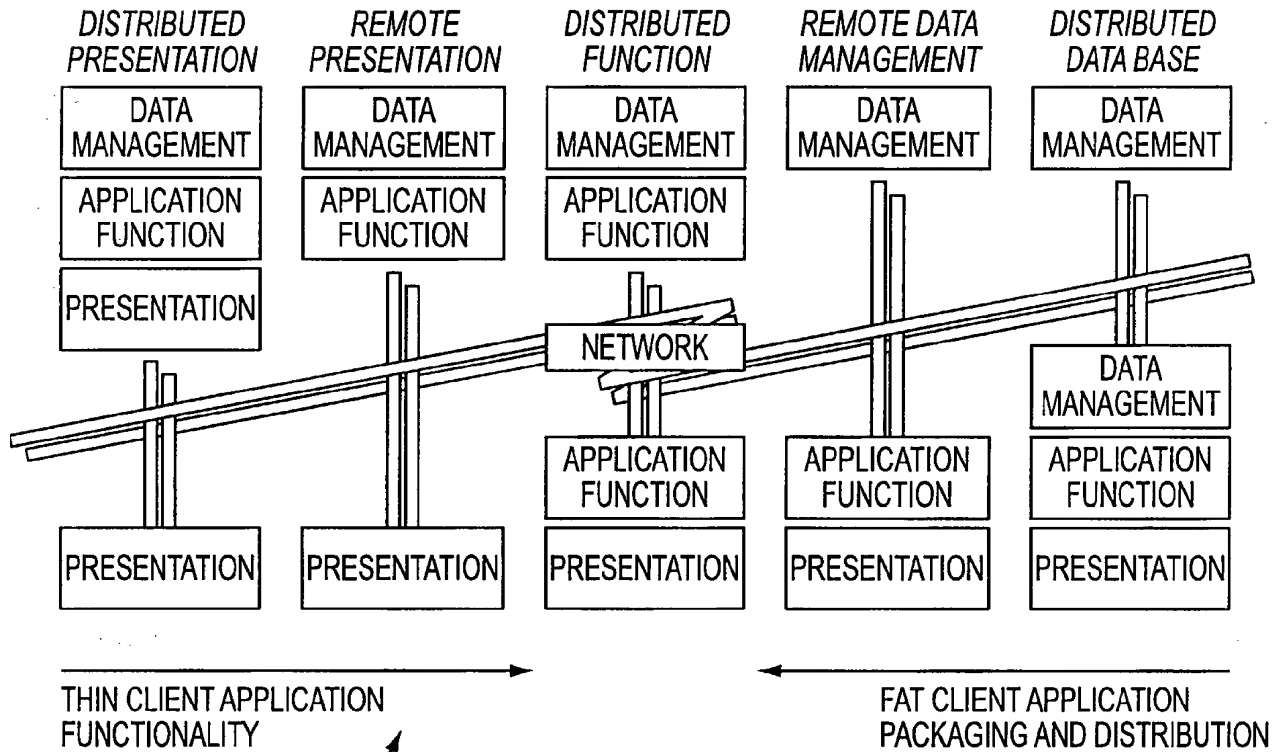 DISTRIBUTED
PRESENTATION
REMOTE
PRESENTATION
DISTRIBUTED
FUNCTION
REMOTE DATA
MANAGEMENT
DISTRIBUTED
DATA BASE
DATA
MANAGEMENT
DATA
MANAGEMENT
DATA
MANAGEMENT
DATA
MANAGEMENT
DATA
MANAGEMENT
APPLICATION
FUNCTION
APPLICATION
FUNCTION
APPLICATION
FUNCTION
PRESENTATION
NETWORK
DATA
MANAGEMENT
APPLICATION
FUNCTION
APPLICATION
FUNCTION
APPLICATION
FUNCTION
PRESENTATION
PRESENTATION
PRESENTATION
PRESENTATION
PRESENTATION
THIN CLIENT APPLICATION
FUNCTIONALITY
FAT CLIENT APPLICATION
PACKAGING AND DISTRIBUTION